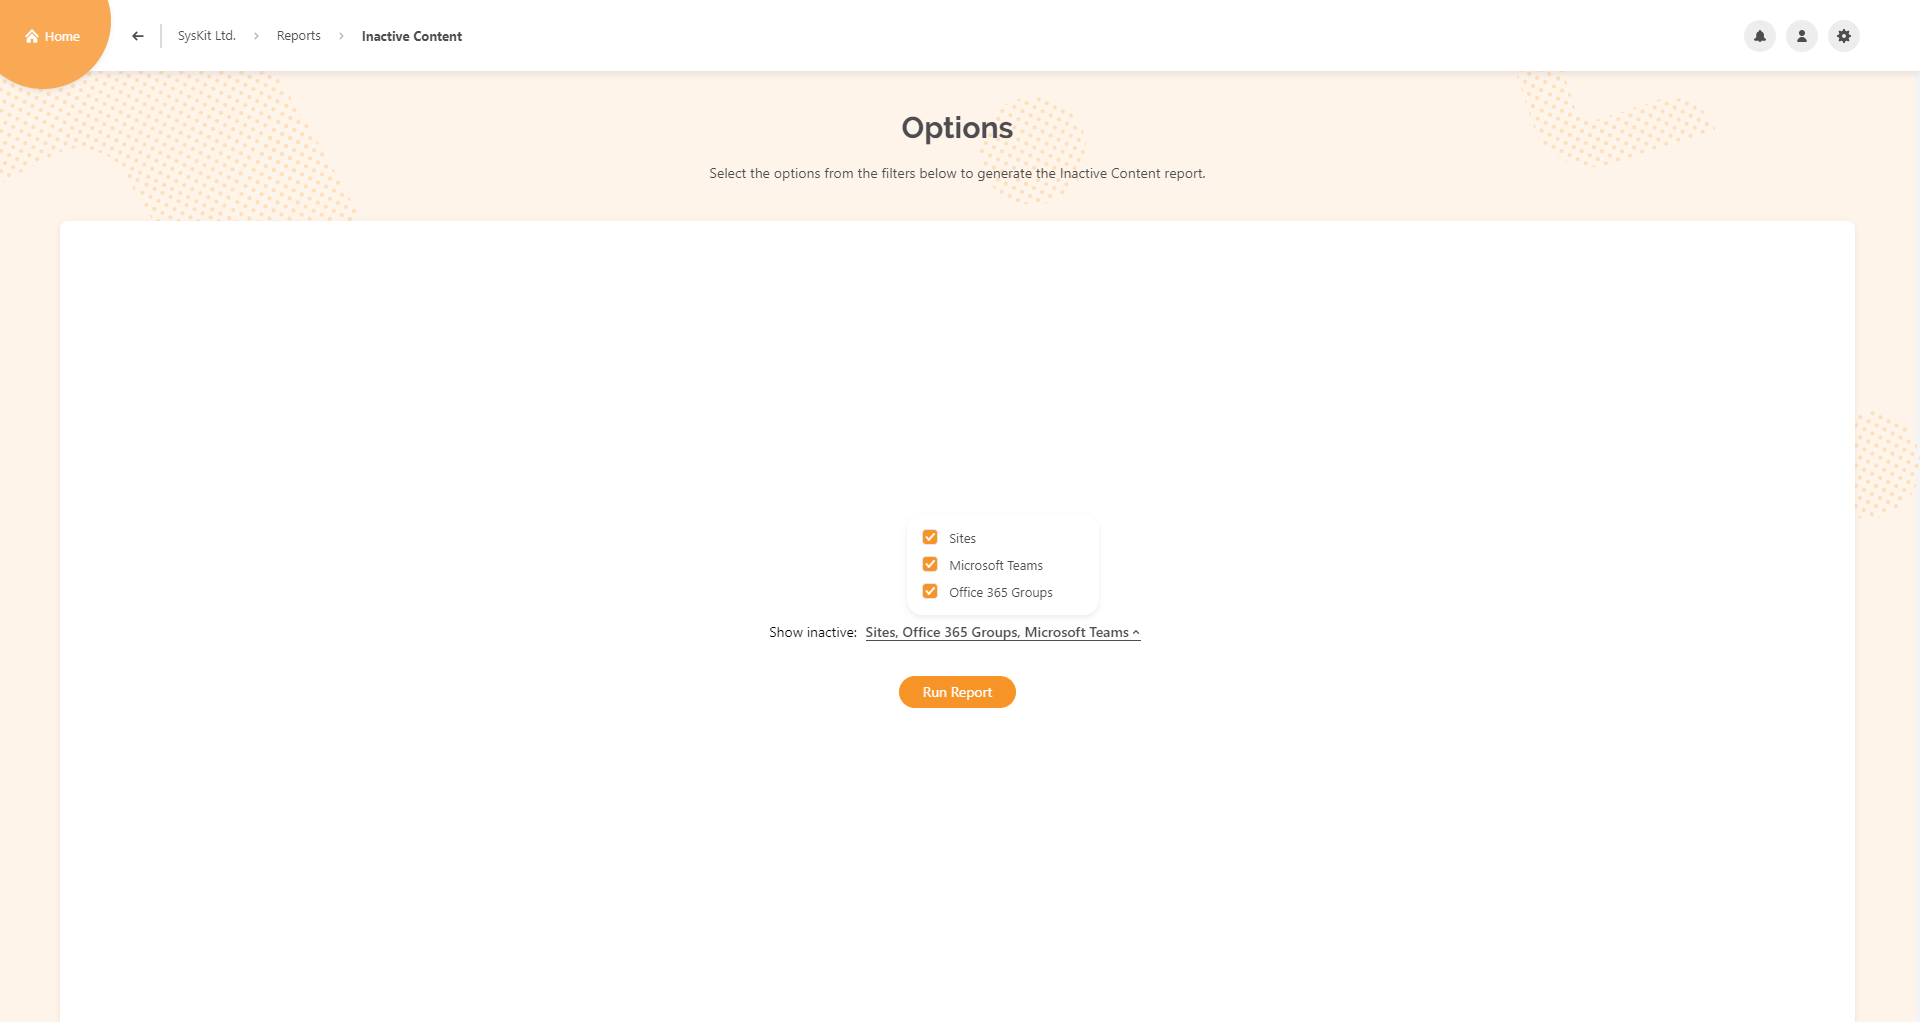 Home
SysKit Ltd. > Reports > Inactive Content
Options
Select the options from the filters below to generate the Inactive Content report.
Sites
Microsoft Teams
Office 365 Groups
Show inactive: Sites, Office 365 Groups, Microsoft Teams
Run Report